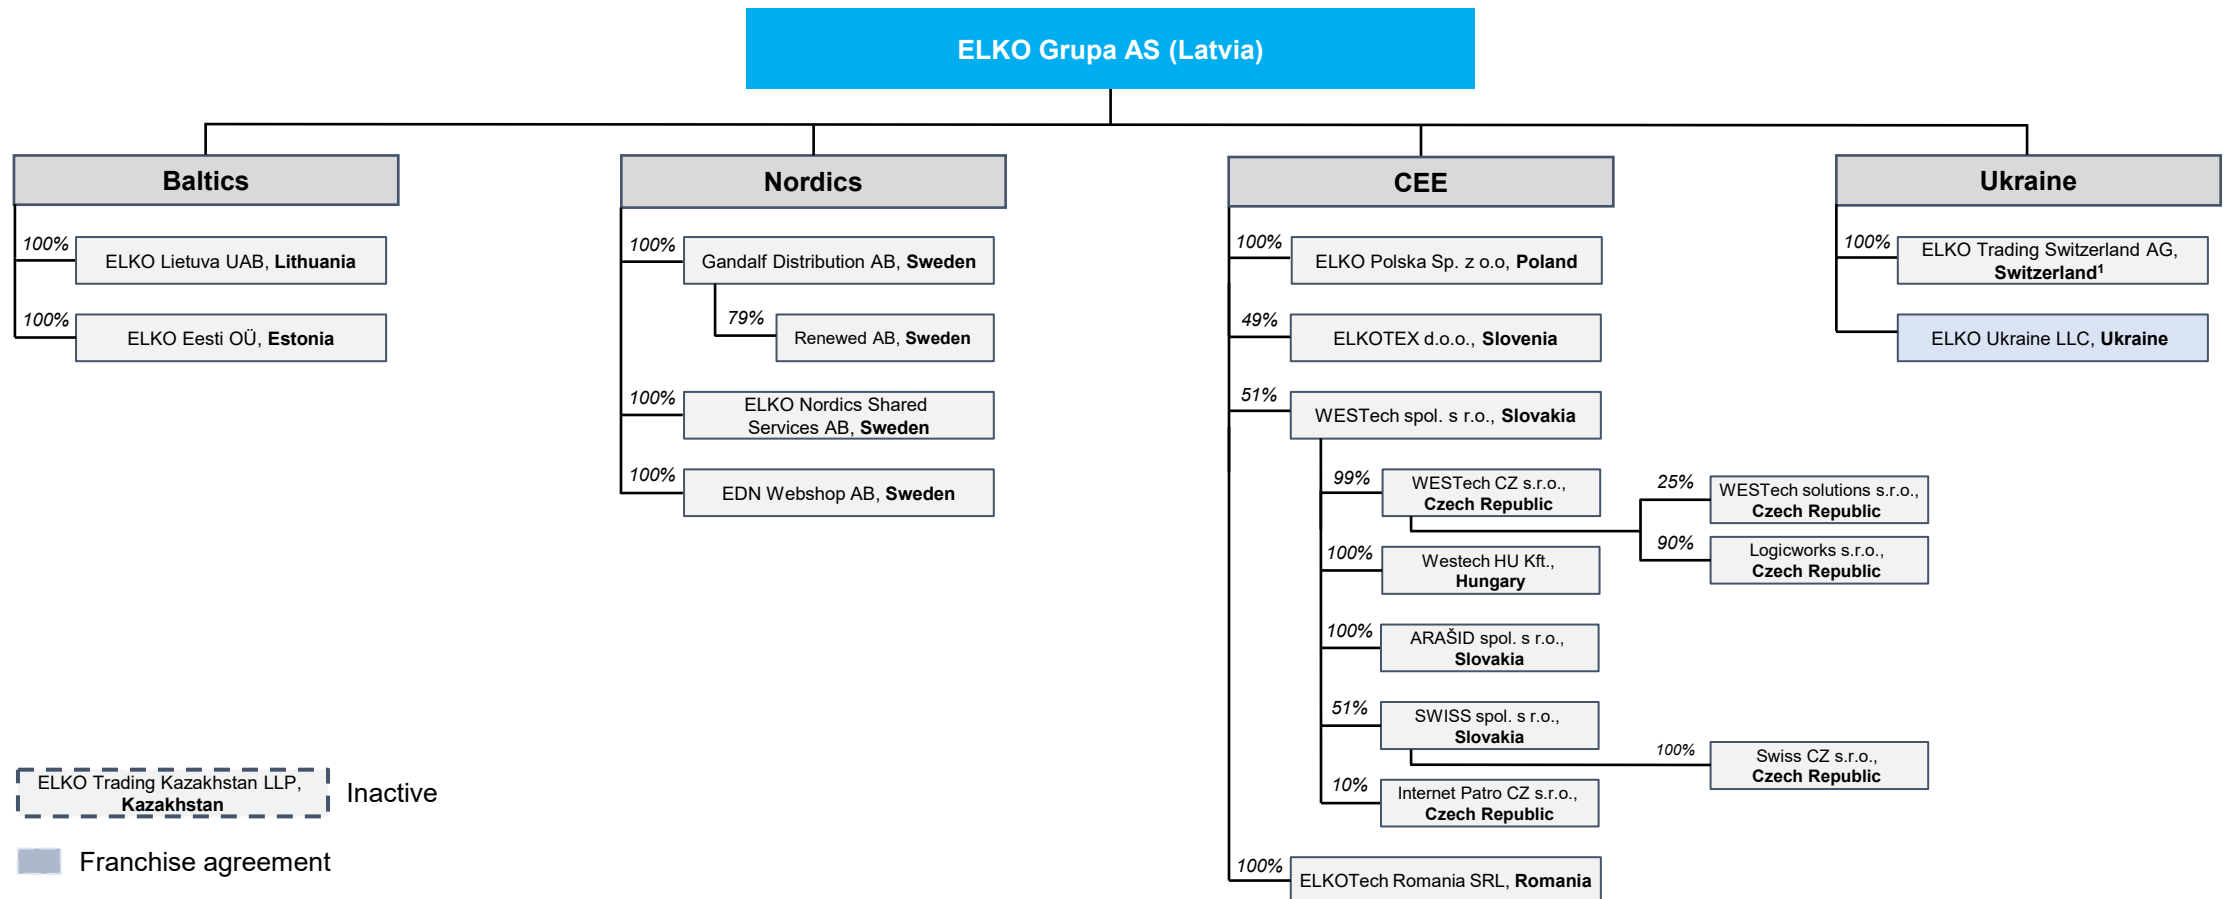 ELKO Grupa AS (Latvia)
Baltics
100%
ELKO Lietuva UAB, Lithuania
100%
ELKO Eesti OÜ, Estonia
Nordics
100%
Gandalf Distribution AB, Sweden
79%
Renewed AB, Sweden
100%
ELKO Nordics Shared
Services AB, Sweden
100%
EDN Webshop AB, Sweden
CEE
100%
ELKO Polska Sp. z o.o, Poland
49%
ELKOTEX d.o.o., Slovenia
51%
WESTech spol. s r.o., Slovakia
99%
WESTech CZ s.r.o.,
Czech Republic
25%
WESTech solutions s.r.o.,
Czech Republic
90%
Logicworks s.r.o.,
Czech Republic
100%
Westech HU Kft.,
Hungary
100%
ARAŠID spol. s r.o.,
Slovakia
51%
SWISS spol. s r.o.,
Slovakia
100%
Swiss CZ s.r.o.,
Czech Republic
10%
Internet Patro CZ s.r.o.,
Czech Republic
100%
ELKOTech Romania SRL, Romania
Ukraine
100%
ELKO Trading Switzerland AG,
Switzerland¹
ELKO Ukraine LLC, Ukraine
ELKO Trading Kazakhstan LLP,
Kazakhstan
Inactive
Franchise agreement